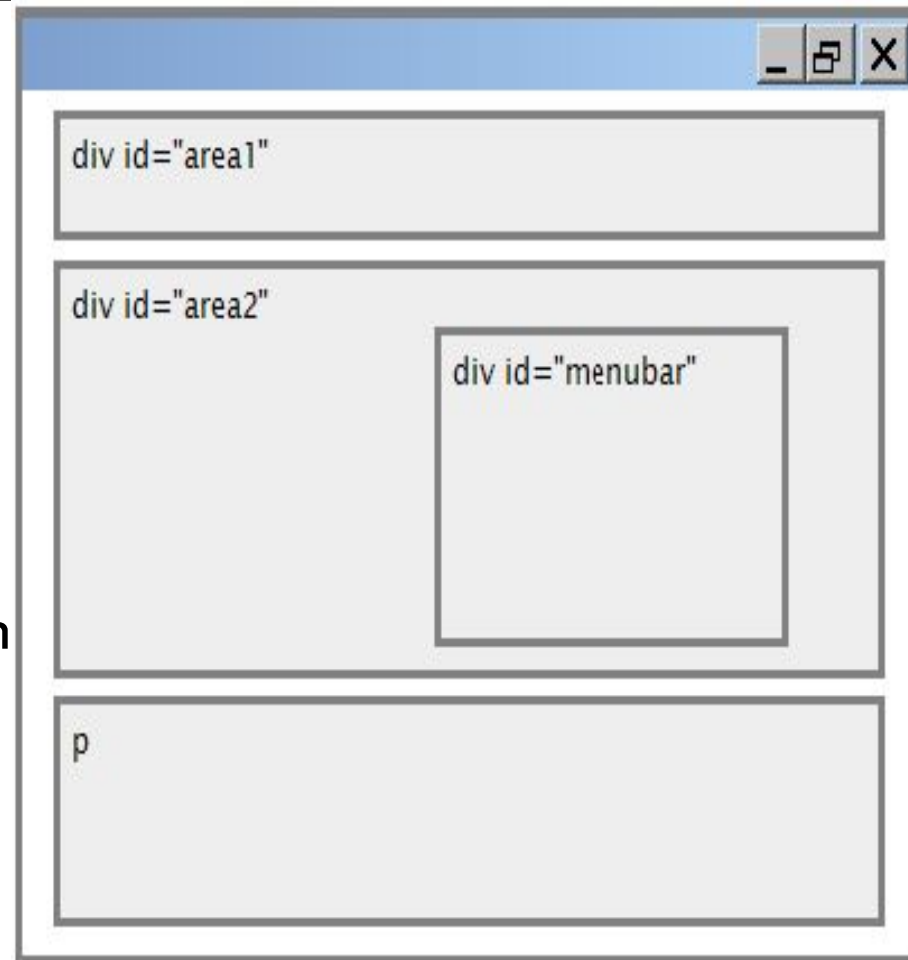 div id="area1"
div id="area2"
div id="menubar"
n
p